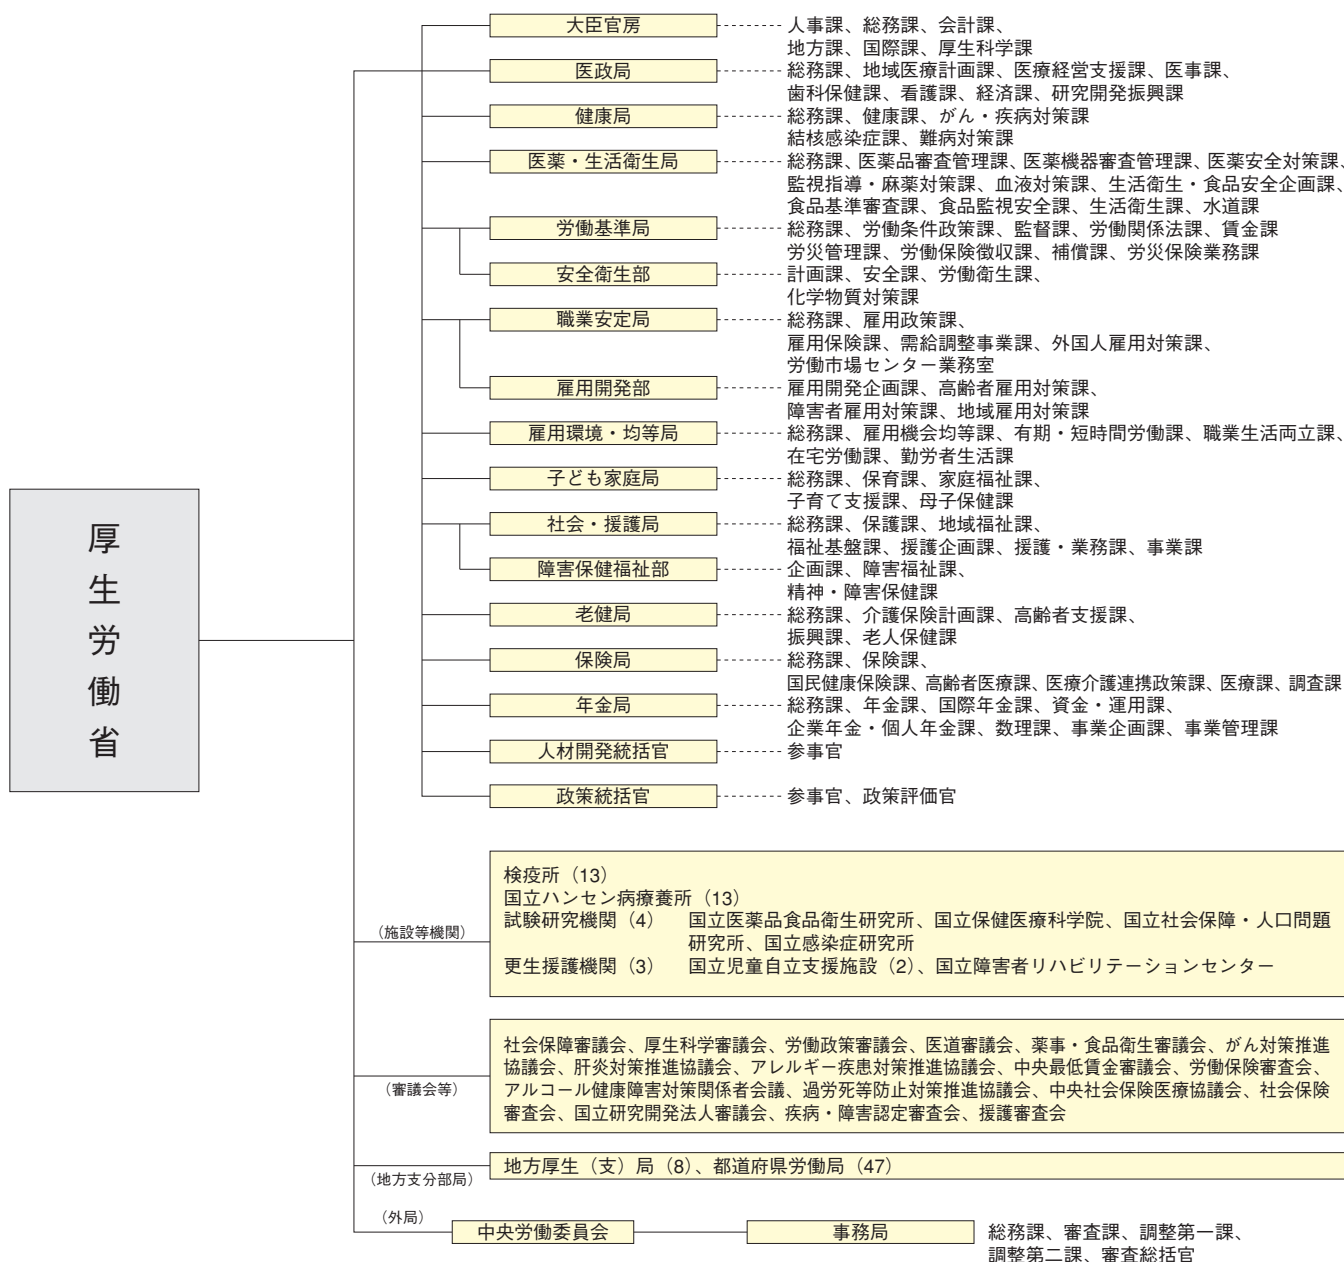 厚生労働省
大臣官房
人事課、総務課、会計課、
地方課、国際課、厚生科学課
医政局
総務課、地域医療計画課、医療経営支援課、医事課、
歯科保健課、看護課、経済課、研究開発振興課
健康局
総務課、健康課、がん・疾病対策課
結核感染症課、難病対策課
医薬・生活衛生局
総務課、医薬品審査管理課、医薬機器審査管理課、医薬安全対策課、
監視指導・麻薬対策課、血液対策課、生活衛生・食品安全企画課、
食品基準審査課、食品監視安全課、生活衛生課、水道課
労働基準局
総務課、労働条件政策課、監督課、労働関係法課、賃金課
労災管理課、労働保険徴収課、補償課、労災保険業務課
安全衛生部
計画課、安全課、労働衛生課、
化学物質対策課
職業安定局
総務課、雇用政策課、
雇用保険課、需給調整事業課、外国人雇用対策課、
労働市場センター業務室
雇用開発部
雇用開発企画課、高齢者雇用対策課、
障害者雇用対策課、地域雇用対策課
雇用環境・均等局
総務課、雇用機会均等課、有期・短時間労働課、職業生活両立課、
在宅労働課、勤労者生活課
子ども家庭局
総務課、保育課、家庭福祉課、
子育て支援課、母子保健課
社会・援護局
総務課、保護課、地域福祉課、
福祉基盤課、援護企画課、援護・業務課、事業課
障害保健福祉部
企画課、障害福祉課、
精神・障害保健課
老健局
総務課、介護保険計画課、高齢者支援課、
振興課、老人保健課
保険局
総務課、保険課、
国民健康保険課、高齢者医療課、医療介護連携政策課、医療課、調査課
年金局
総務課、年金課、国際年金課、資金・運用課、
企業年金・個人年金課、数理課、事業企画課、事業管理課
人材開発統括官
参事官
政策統括官
参事官、政策評価官
（施設等機関）
検疫所（13）
国立ハンセン病療養所（13）
試験研究機関（4） 国立医薬品食品衛生研究所、国立保健医療科学院、国立社会保障・人口問題
研究所、国立感染症研究所
更生援護機関（3） 国立児童自立支援施設（2）、国立障害者リハビリテーションセンター
（審議会等）
社会保障審議会、厚生科学審議会、労働政策審議会、医道審議会、薬事・食品衛生審議会、がん対策推進
協議会、肝炎対策推進協議会、アレルギー疾患対策推進協議会、中央最低賃金審議会、労働保険審査会、
アルコール健康障害対策関係者会議、過労死等防止対策推進協議会、中央社会保険医療協議会、社会保険
審査会、国立研究開発法人審議会、疾病・障害認定審査会、援護審査会
（地方支分部局）
地方厚生（支）局（8）、都道府県労働局（47）
（外局）
中央労働委員会
事務局
総務課、審査課、調整第一課、
調整第二課、審査総括官